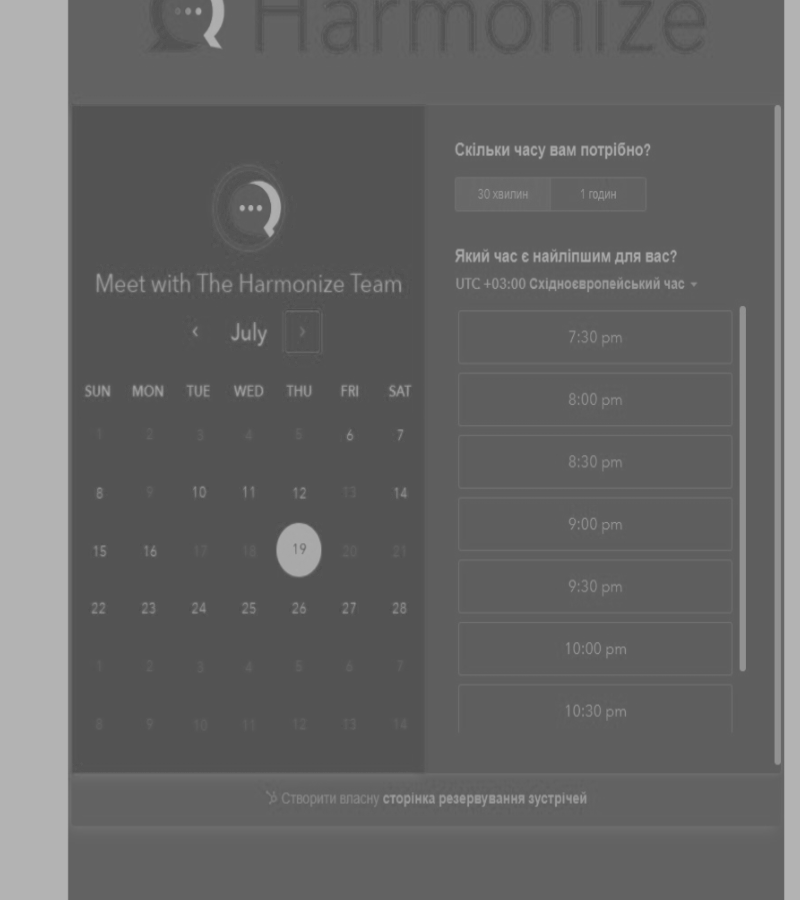 Harmonize
Meet with The Harmonize Team
July
SUN MON TUE WED THU FRI SAT
1 2 3 4 5 6 7
8 9 10 11 12 13 14
15 16 17 18 19 20 21
22 23 24 25 26 27 28
1 2 3 4 5 6 7
8 9 10 11 12 13 14
Скільки часу вам потрібно?
30 хвилин 1 годин
Який час є найліпшим для вас?
UTC +03:00 Східноєвропейський час
7:30 pm
8:00 pm
8:30 pm
9:00 pm
9:30 pm
10:00 pm
10:30 pm
Створити власну сторінка резервування зустрічей